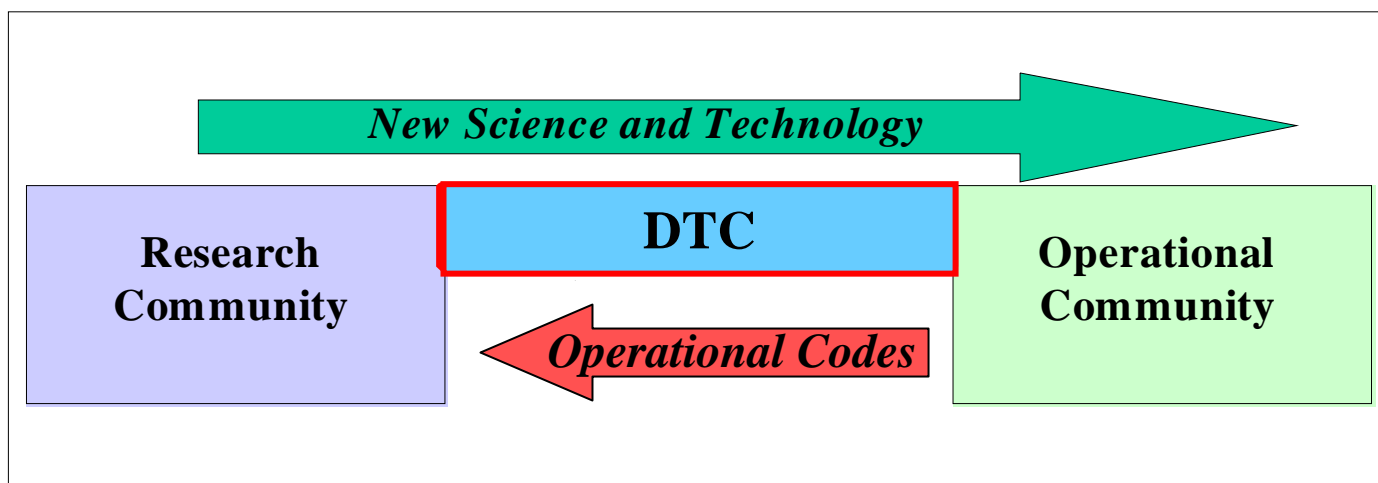 New Science and Technology
DTC
Research
Community
Operational
Community
Operational Codes